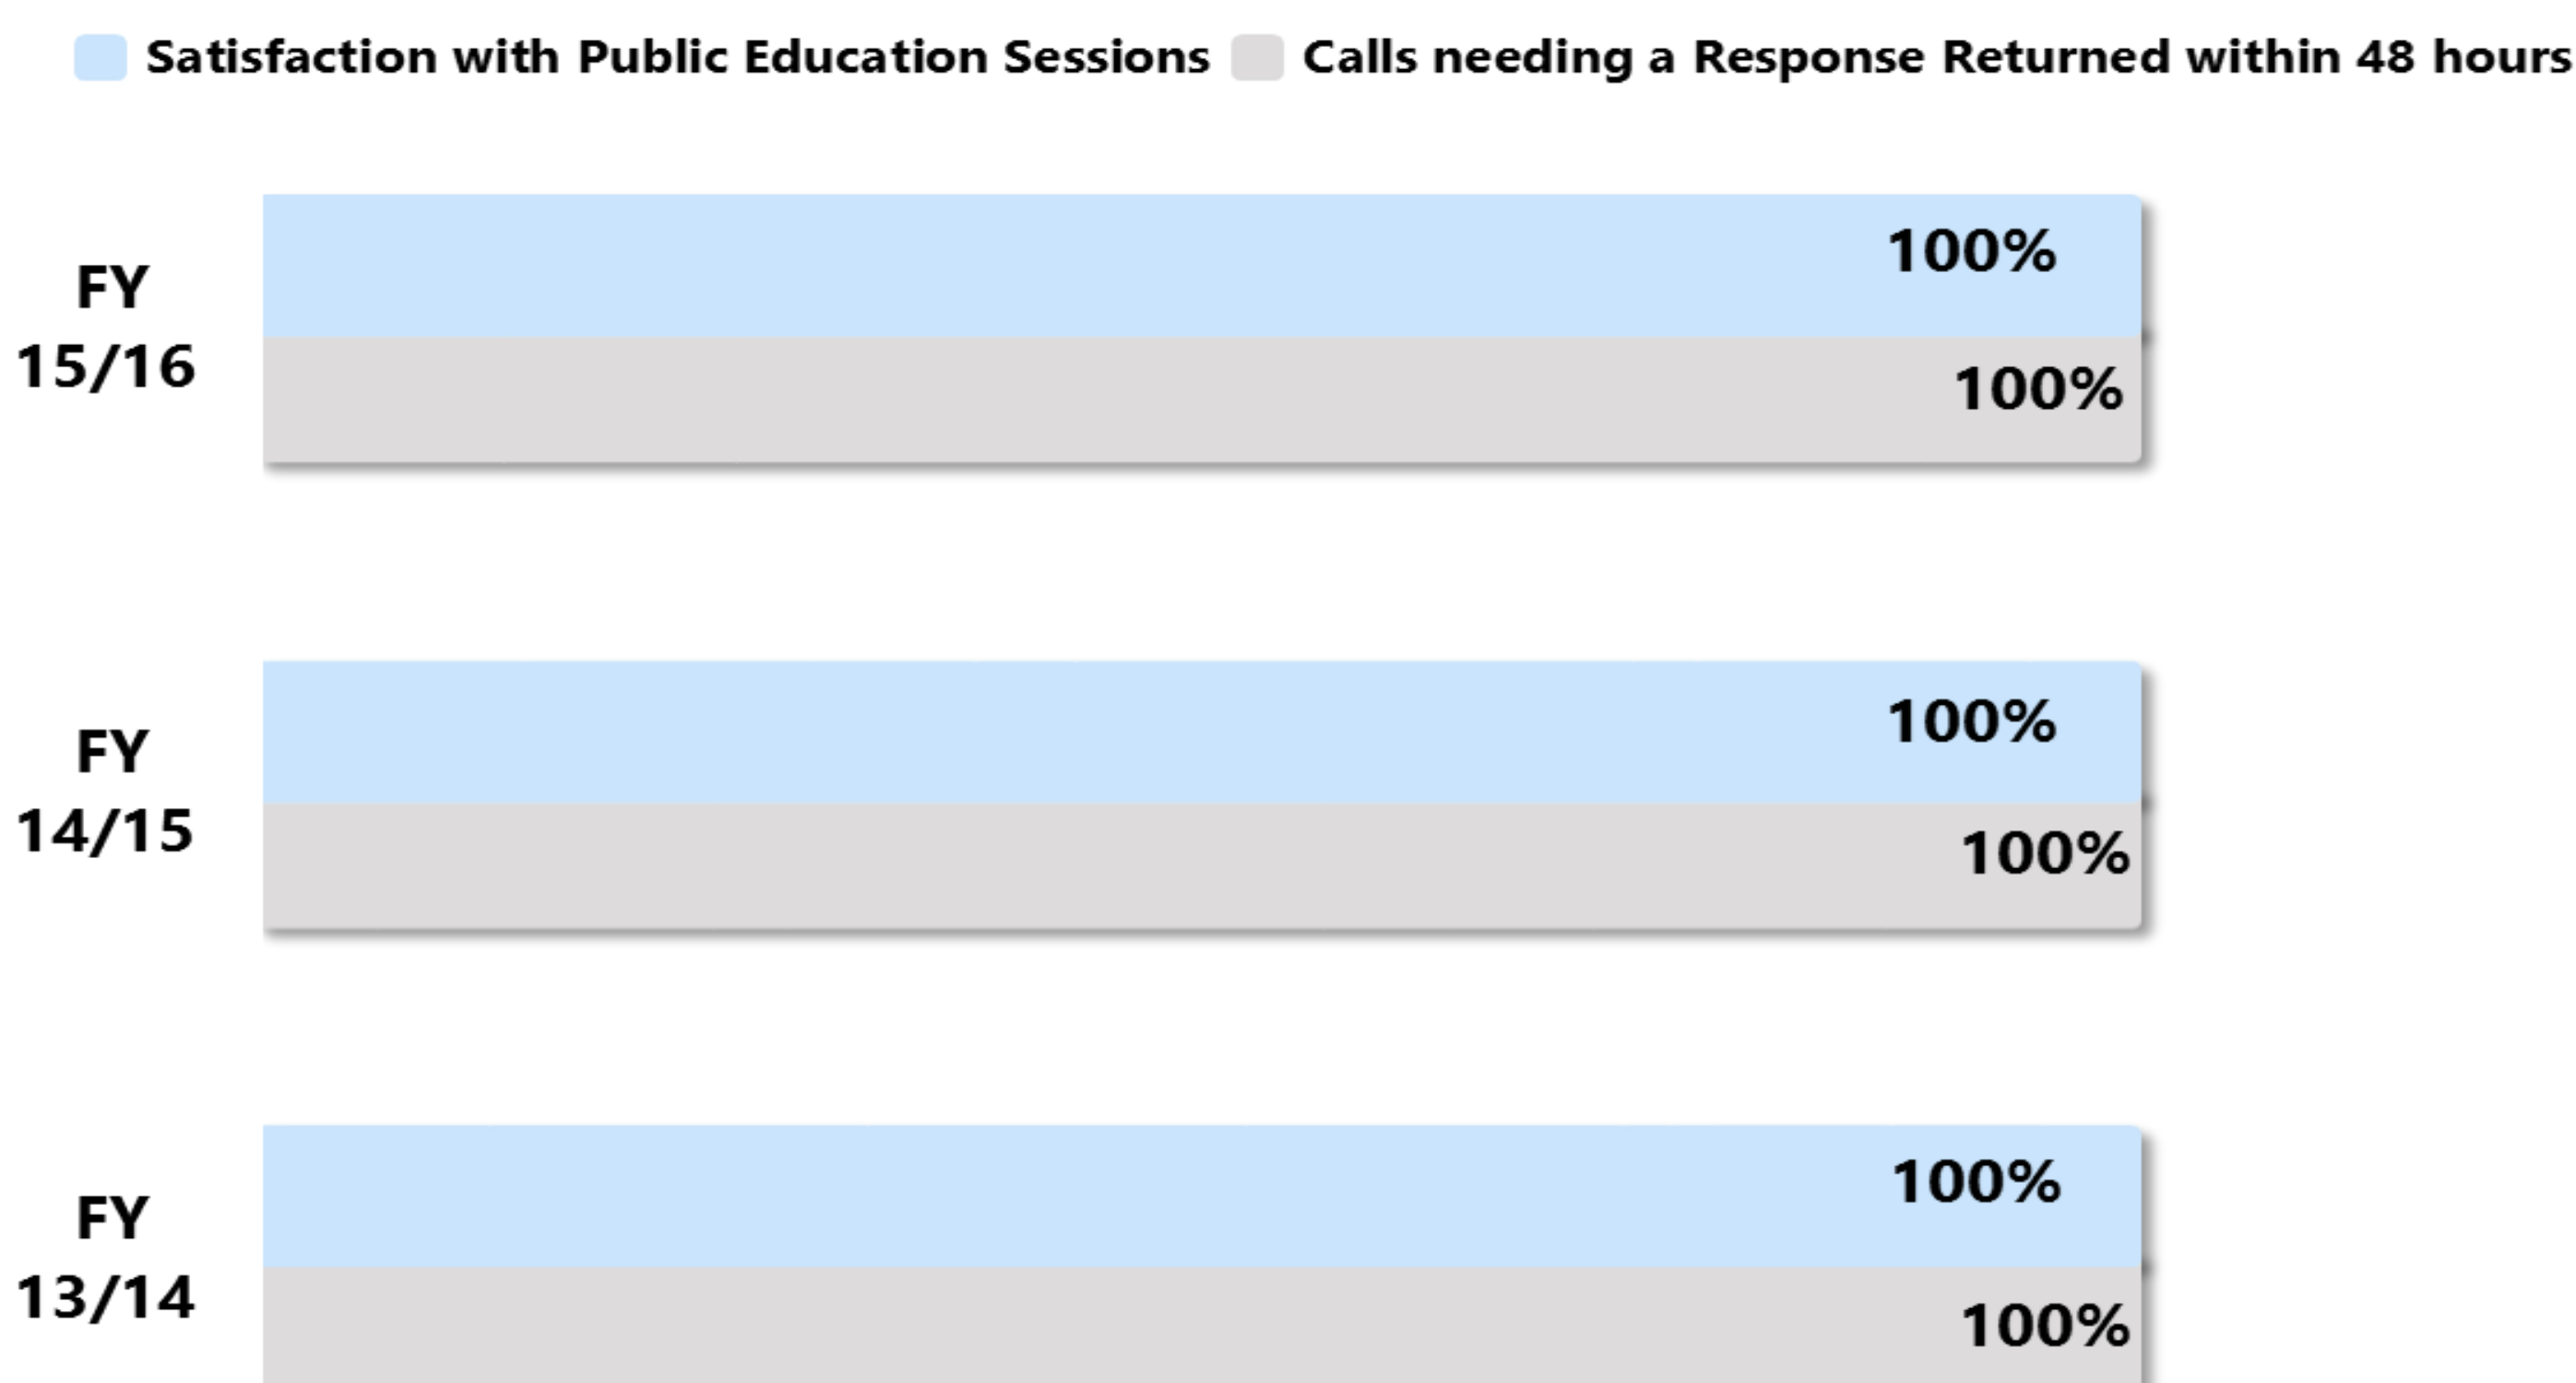 Satisfaction with Public Education Sessions Calls needing a Response Returned within 48 hours
100%
FY
15/16
100%
100%
FY
14/15
100%
100%
FY
13/14
100%